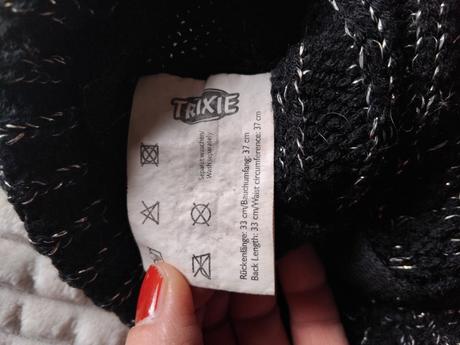 TRIXIE
Separat waschen
Wash separately
Rückenlänge: 33 cm/Bauchumfang: 37 cm
Back Length: 33 cm/Waist circumference: 37 cm